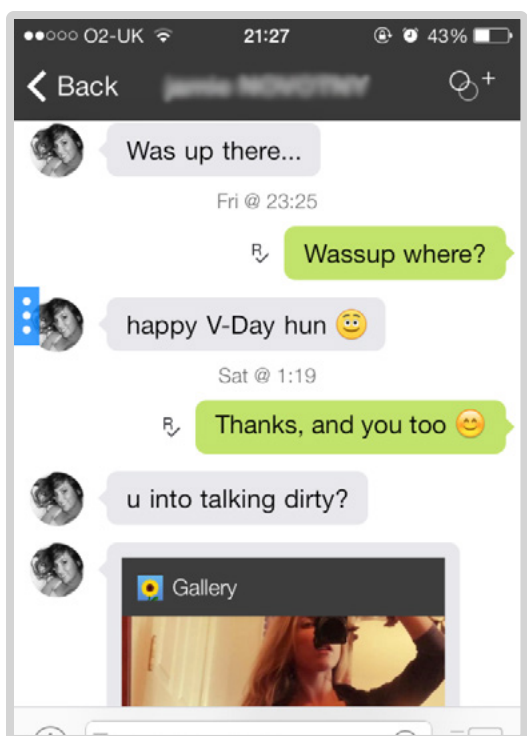 O2-UK 21:27 43%
Back
Was up there...
Fri @ 23:25
R Wassup where?
happy V-Day hun 😳
Sat @ 1:19
R Thanks, and you too 😊
u into talking dirty?
Gallery